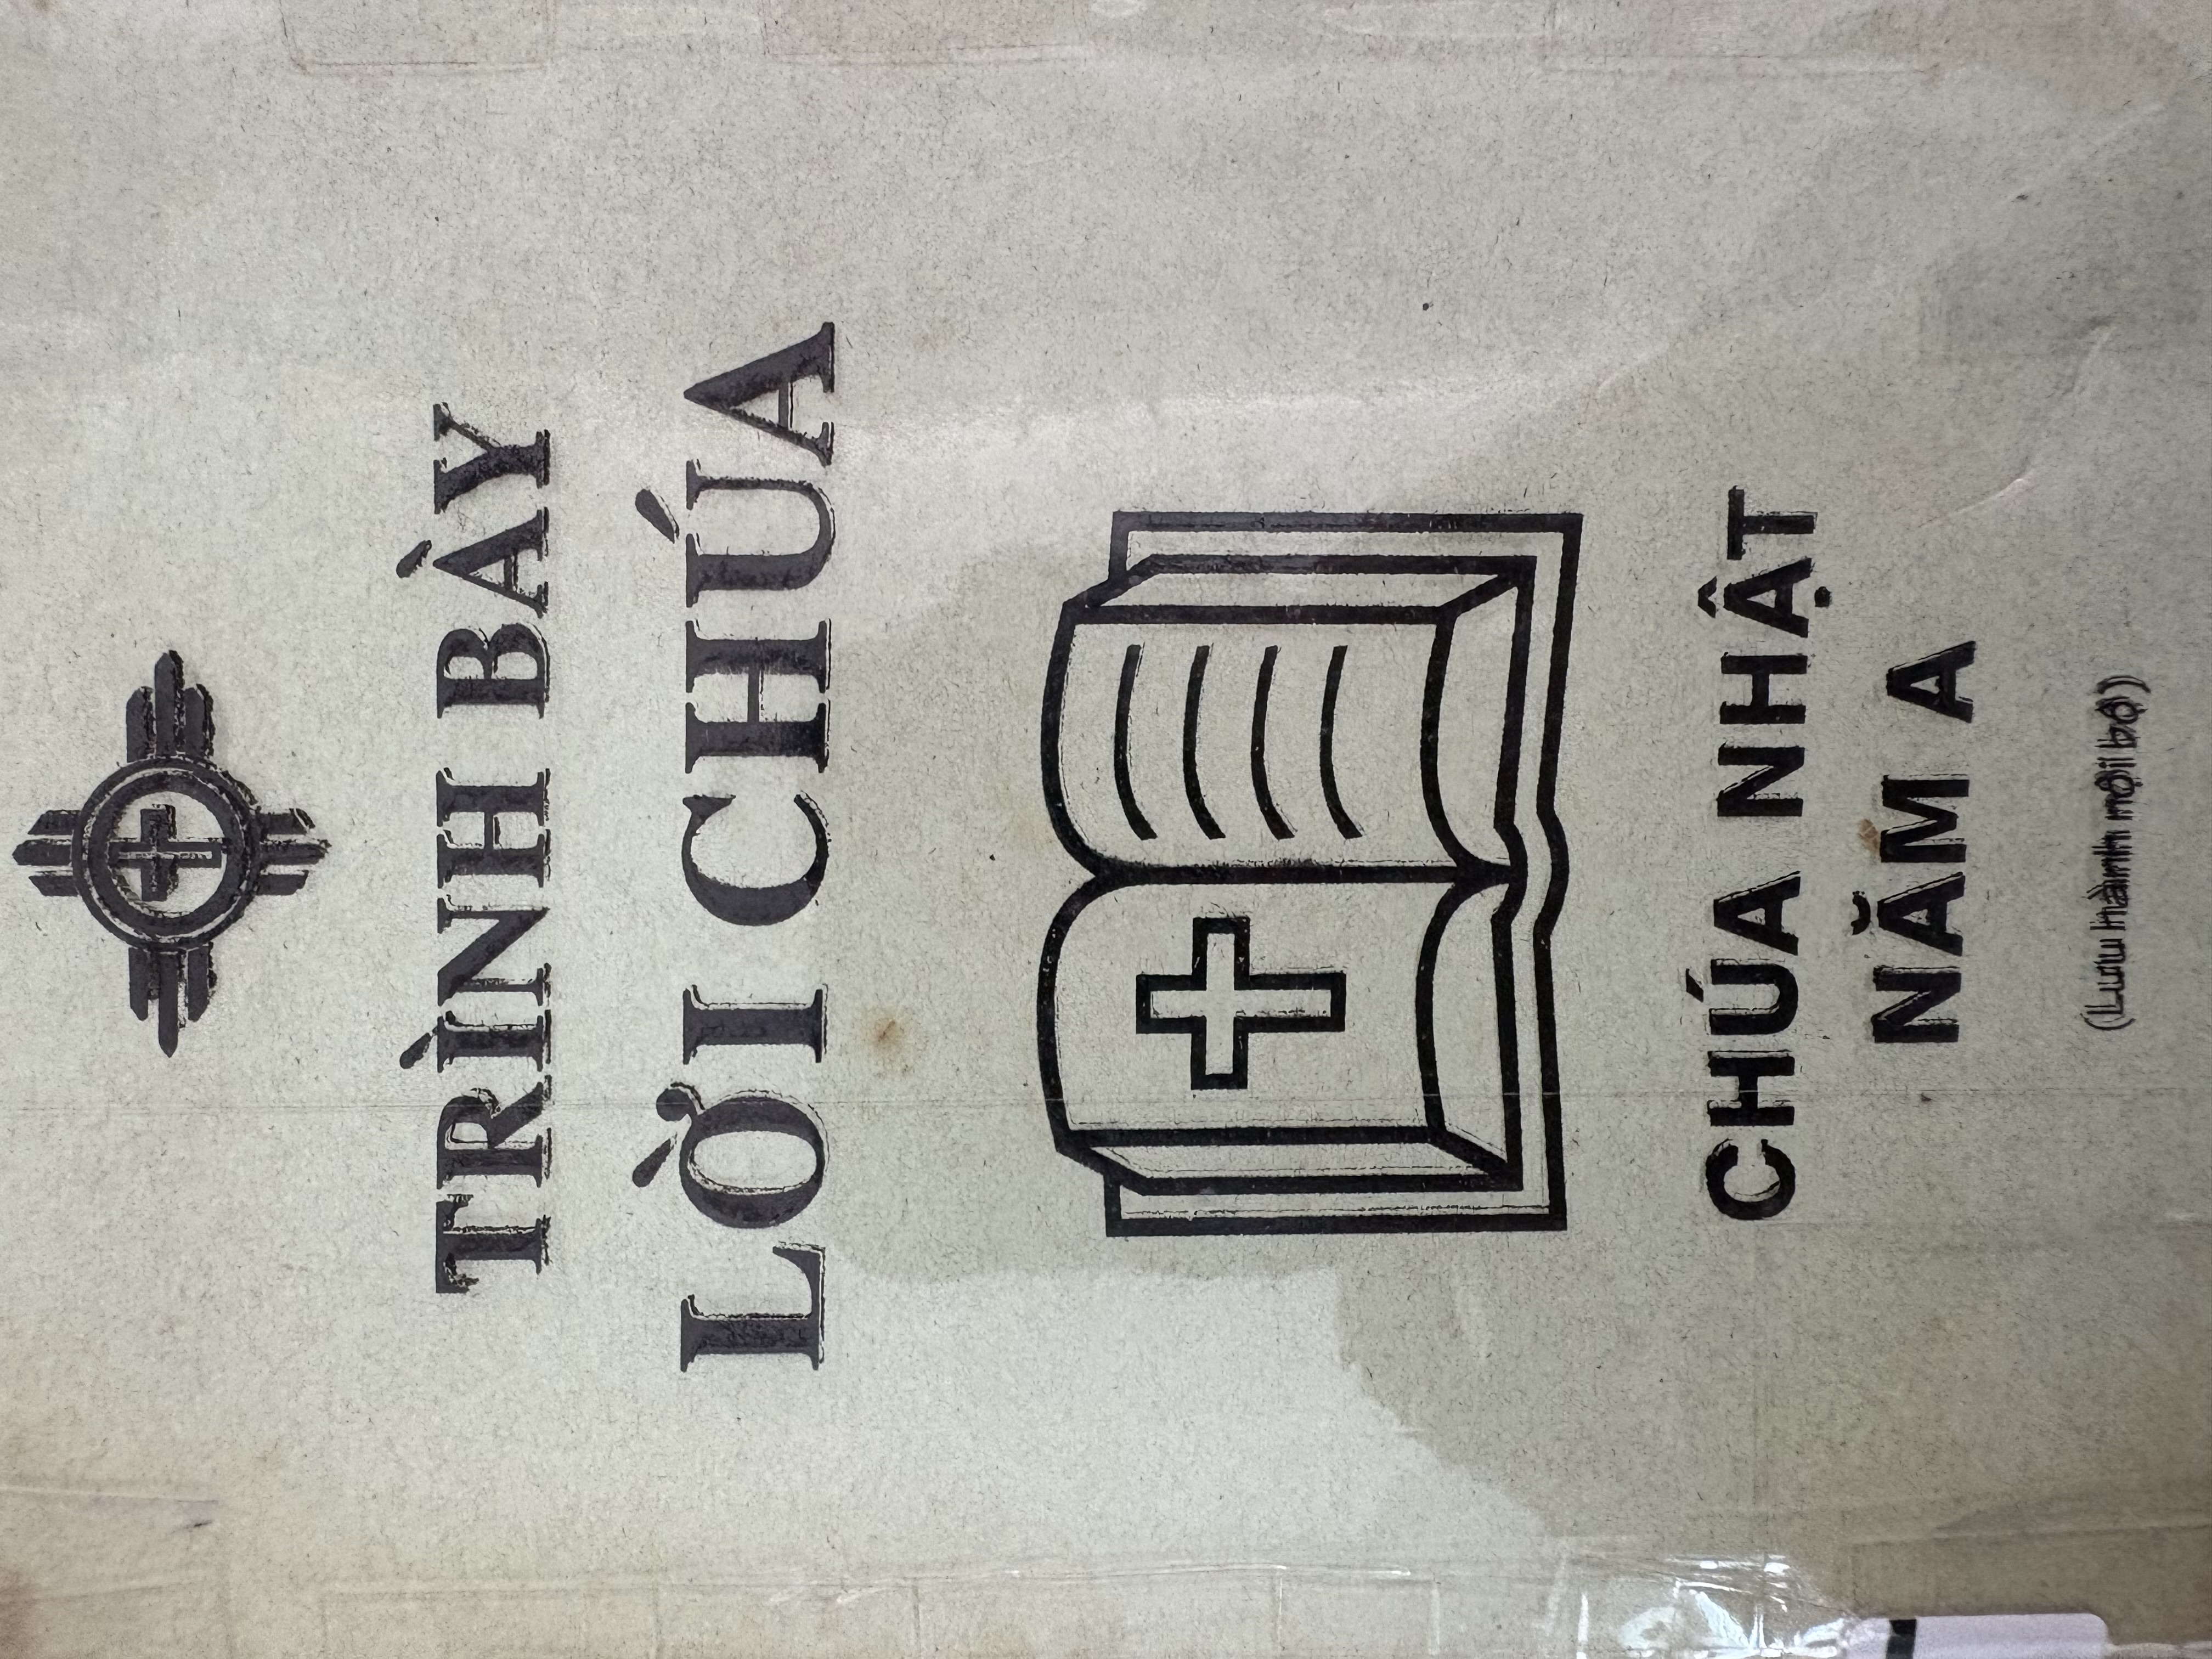 TRÌNH BÀY
LỜI CHÚA
CHÚA NHẬT
NĂM A
(Lưu hành nội bộ)